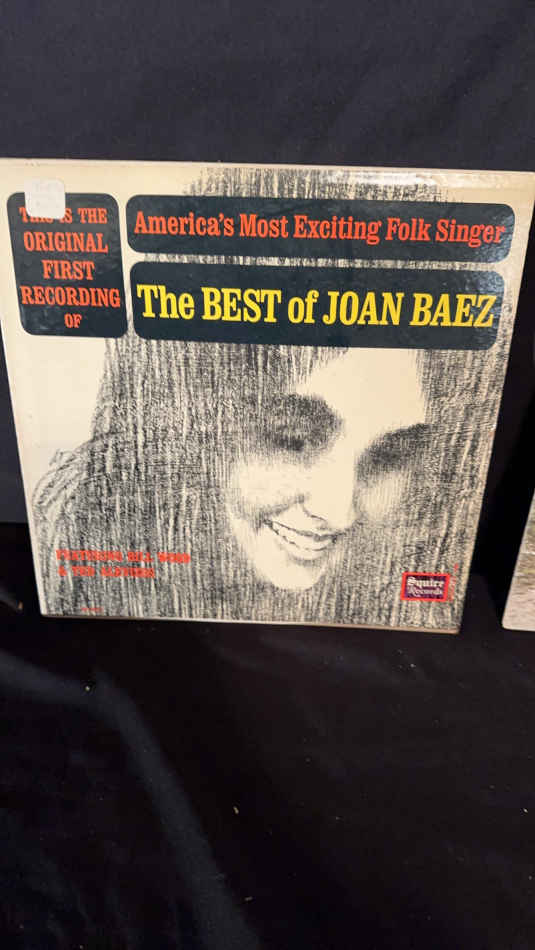 THIS IS THE
ORIGINAL
FIRST
RECORDING
OF
America's Most Exciting Folk Singer
The BEST of JOAN BAEZ
FEATURING BILL WOOD
& TED ALEVIZOS
Squire
Records